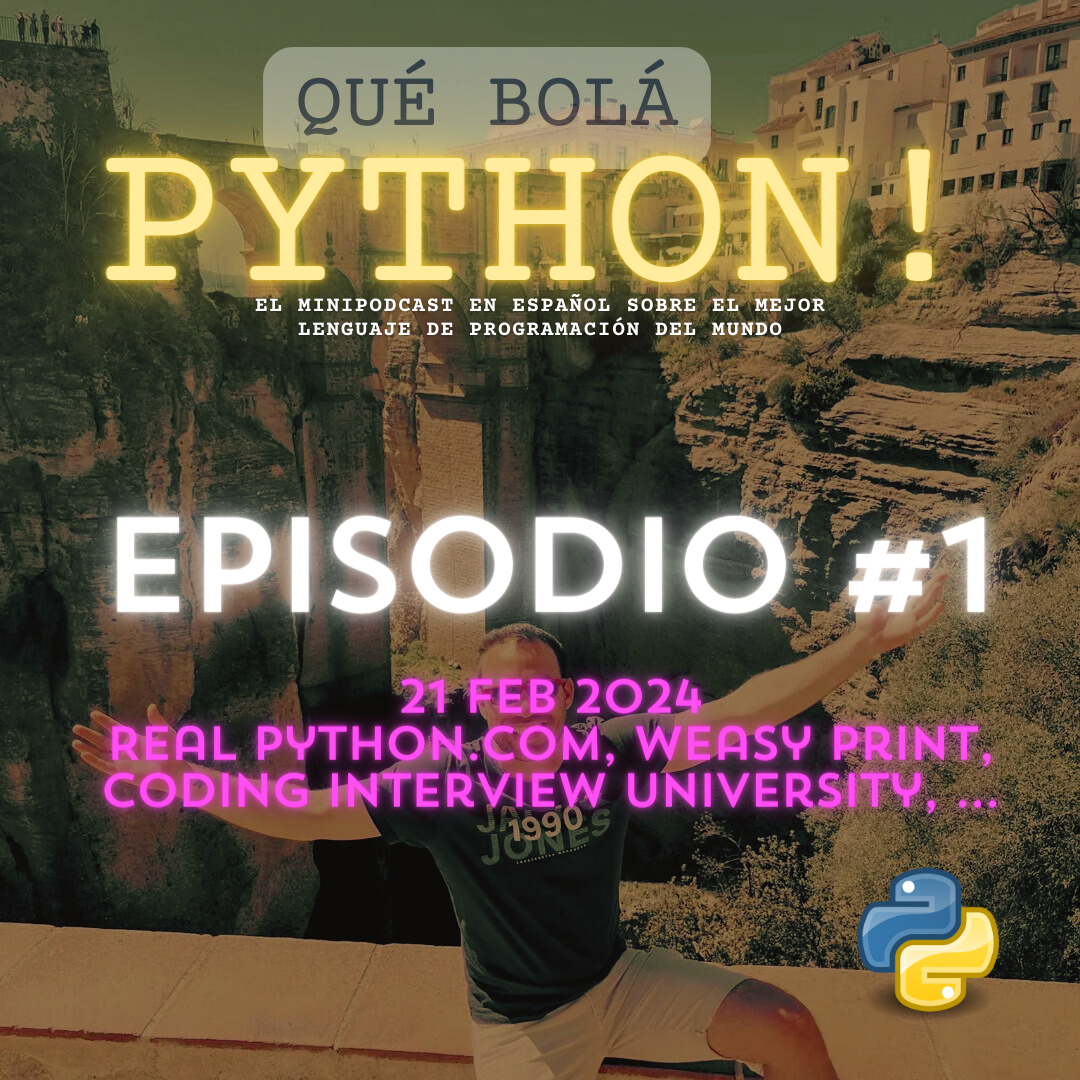 QUÉ BOLÁ
PYTHON!
EL MINIPODCAST EN ESPAÑOL SOBRE EL MEJOR
LENGUAJE DE PROGRAMACIÓN DEL MUNDO
EPISODIO #1
21 FEB 2024
REAL PYTHON.COM, WEASY PRINT,
CODING INTERVIEW UNIVERSITY, ...
JACK
1990
JONES